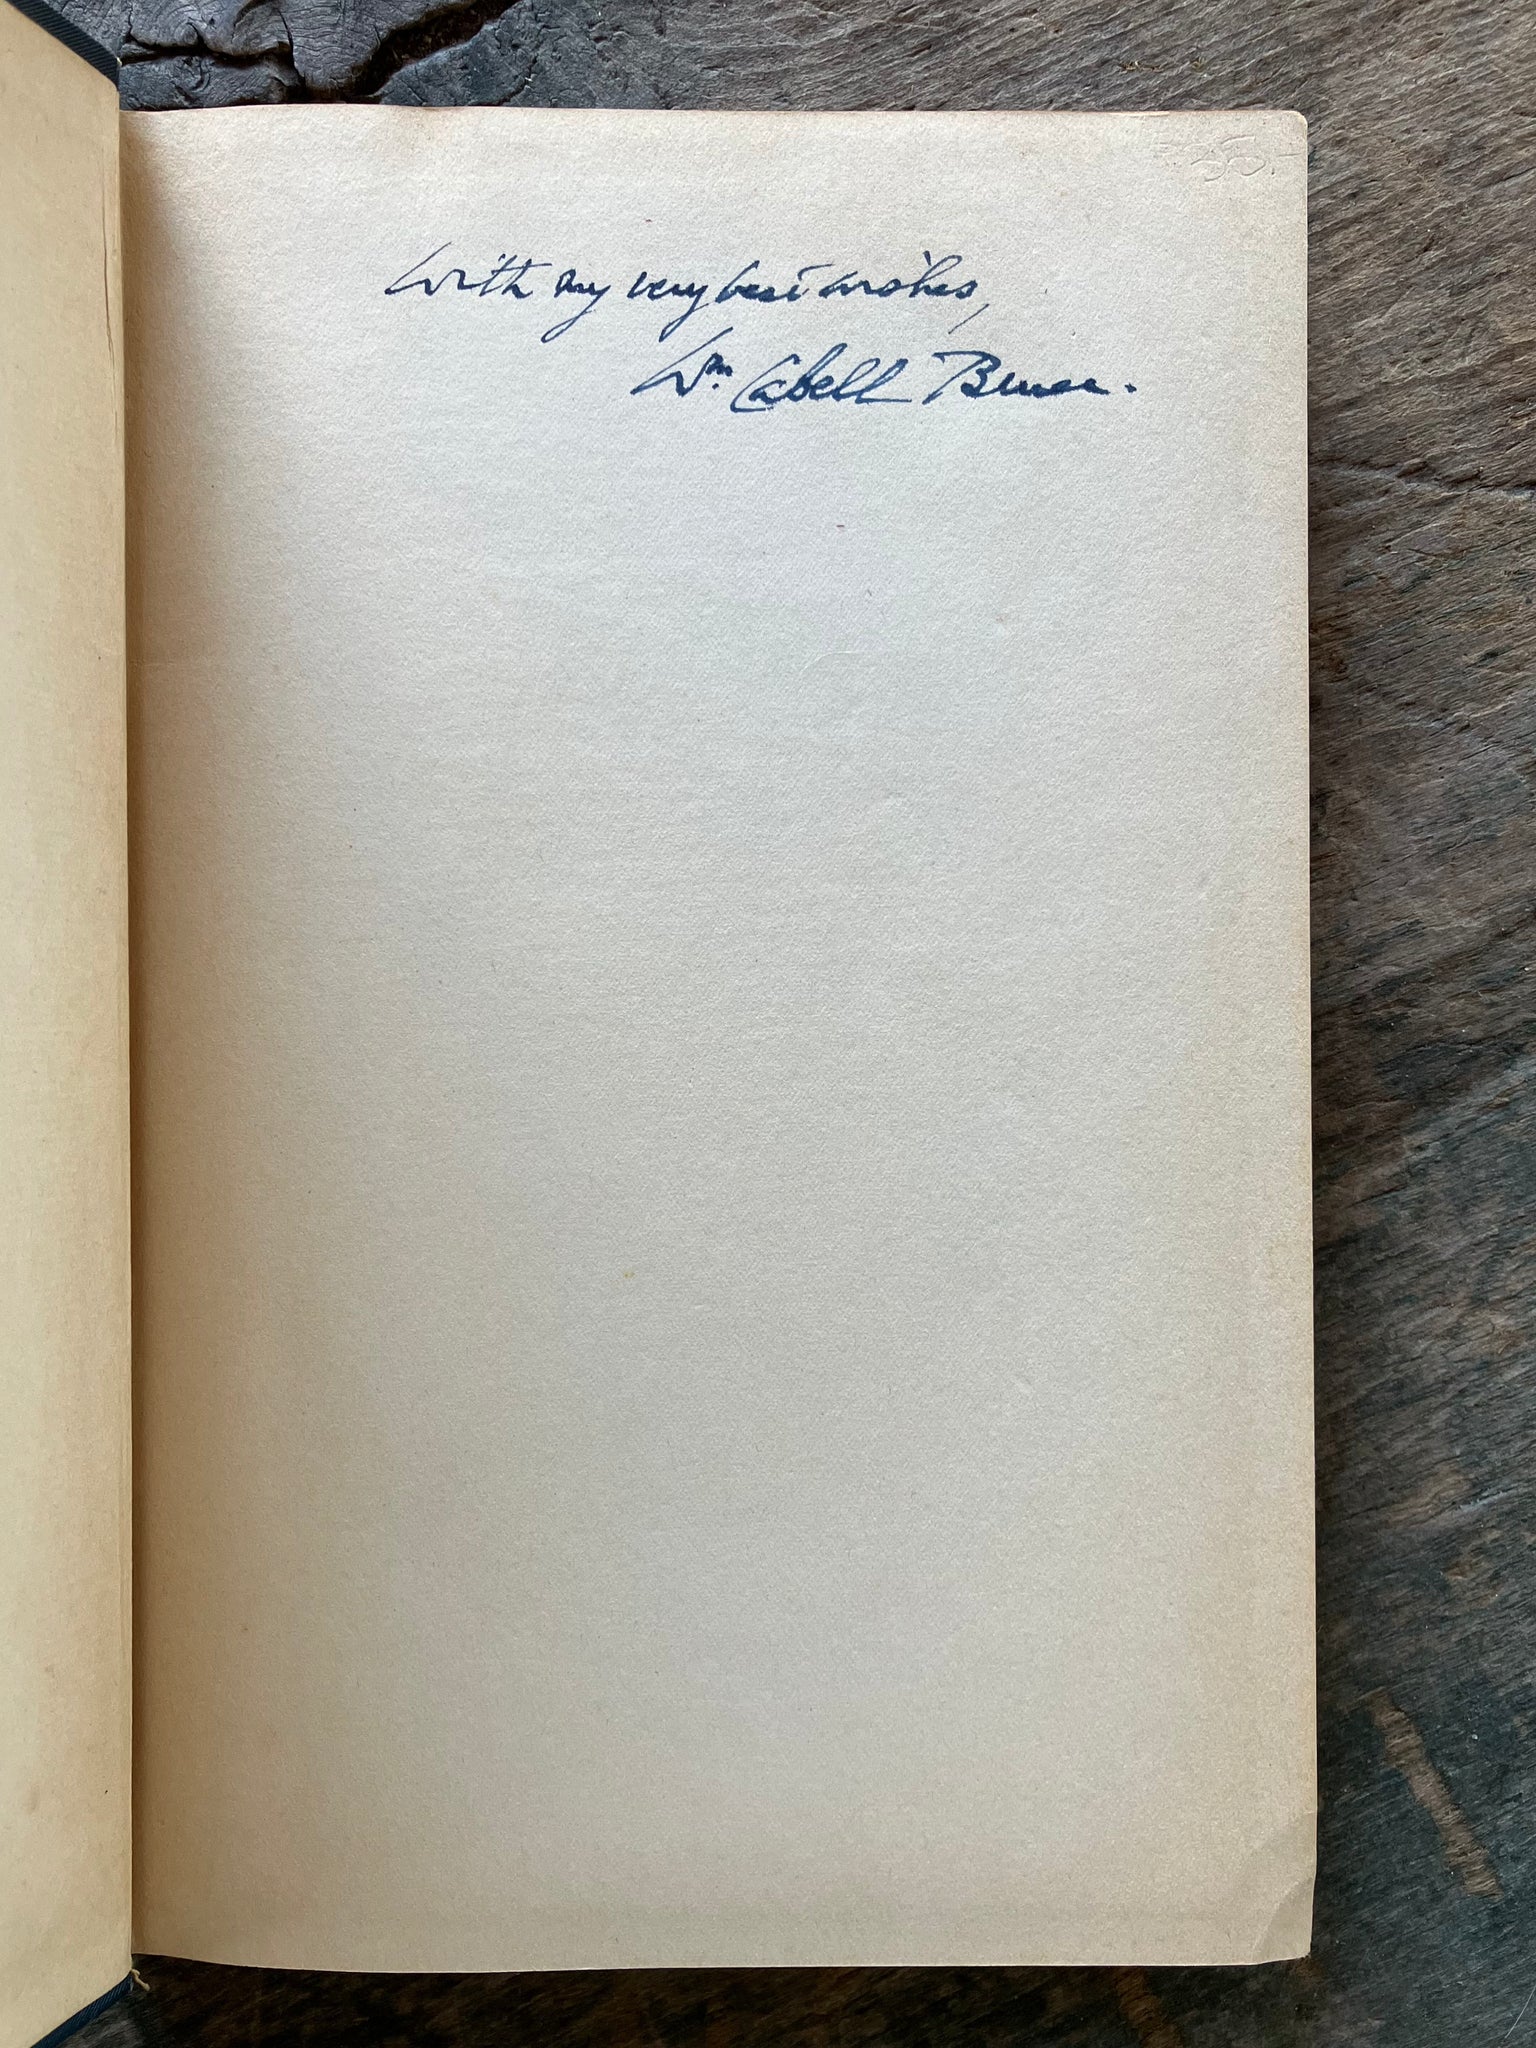 With my very best wishes,
Wm. Cabell Bruce.